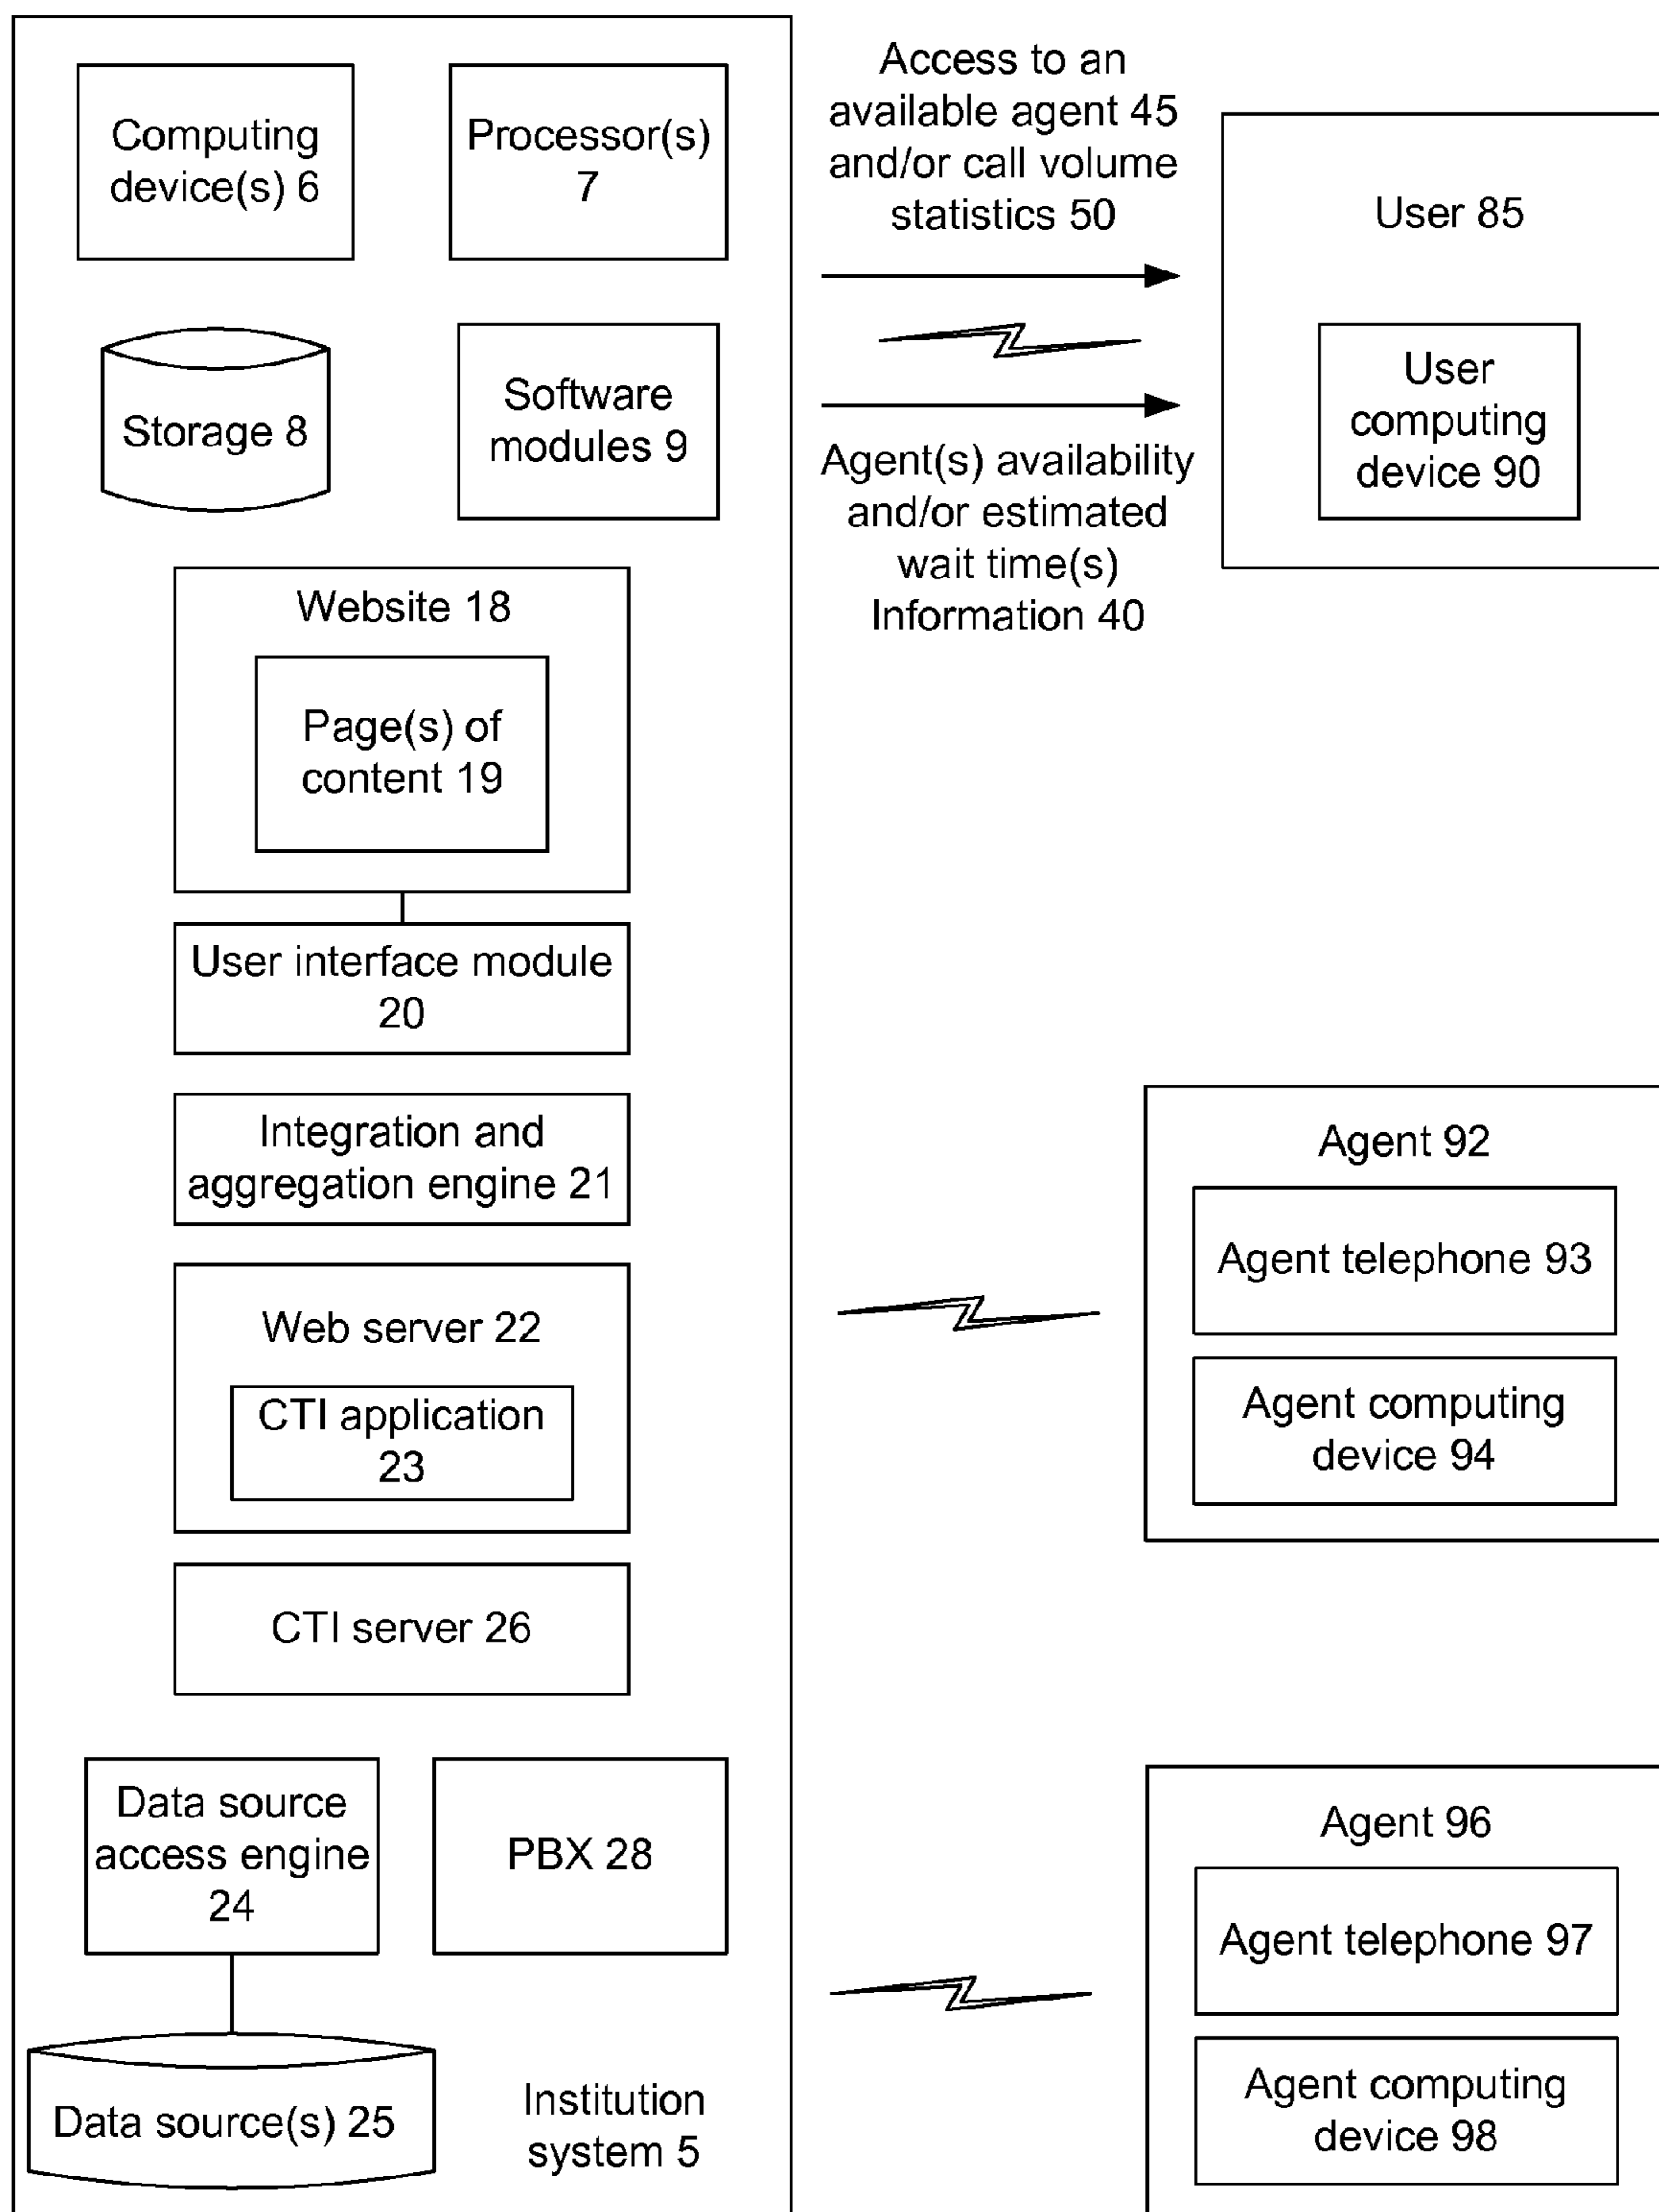 Computing
device(s) 6
Processor(s)
7
Storage 8
Software
modules 9
Website 18
Page(s) of
content 19
User interface module
20
Integration and
aggregation engine 21
Web server 22
CTI application
23
CTI server 26
Data source
access engine
24
PBX 28
Data source(s) 25
Institution
system 5
Access to an
available agent 45
and/or call volume
statistics 50
Agent(s) availability
and/or estimated
wait time(s)
Information 40
User 85
User
computing
device 90
Agent 92
Agent telephone 93
Agent computing
device 94
Agent 96
Agent telephone 97
Agent computing
device 98